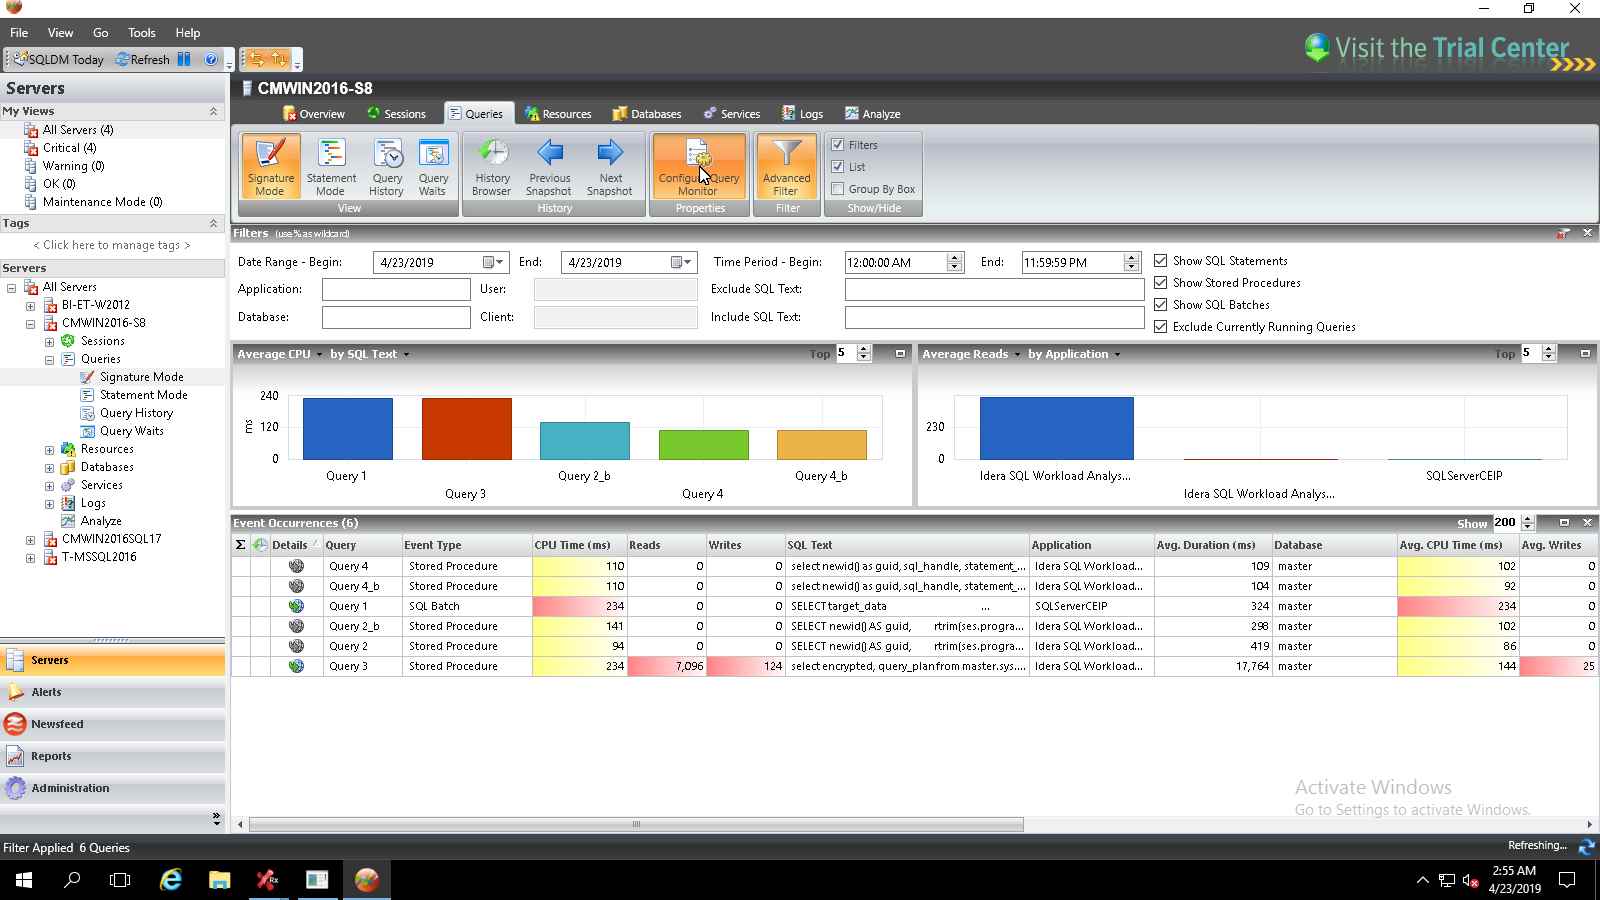 File View Go Tools Help
SQLDM Today Refresh
Visit the Trial Center
Servers
My Views
All Servers (4)
Critical (4)
Warning (0)
OK (0)
Maintenance Mode (0)
Tags
< Click here to manage tags >
Servers
All Servers
BI-ET-W2012
CMWIN2016-S8
Sessions
Queries
Signature Mode
Statement Mode
Query History
Query Waits
Resources
Databases
Services
Logs
Analyze
CMWIN2016SQL17
T-MSSQL2016
Servers
Alerts
Newsfeed
Reports
Administration
CMWIN2016-S8
Overview Sessions Queries Resources Databases Services Logs Analyze
Signature Mode Statement Mode Query History Query Waits
View
History Browser Previous Snapshot Next Snapshot
History
Configure Query Monitor
Properties
Advanced Filter
Filter
Filters
List
Group By Box
Show/Hide
Filters (use % as wildcard)
Date Range - Begin: 4/23/2019 End: 4/23/2019 Time Period - Begin: 12:00:00 AM End: 11:59:59 PM Show SQL Statements
Application: User: Exclude SQL Text: Show Stored Procedures
Database: Client: Include SQL Text: Show SQL Batches
Exclude Currently Running Queries
Average CPU by SQL Text Top 5
240
ms 120
0
Query 1 Query 3 Query 2_b Query 4 Query 4_b
Average Reads by Application Top 5
230
0
Idera SQL Workload Analys... Idera SQL Workload Analys... SQLServerCEIP
Event Occurrences (6) Show 200
Σ Details Query Event Type CPU Time (ms) Reads Writes SQL Text Application Avg. Duration (ms) Database Avg. CPU Time (ms) Avg. Writes
Query 4 Stored Procedure 110 0 0 select newid() as guid, sql_handle, statement_... Idera SQL Workload... 109 master 102 0
Query 4_b Stored Procedure 110 0 0 select newid() as guid, sql_handle, statement_... Idera SQL Workload... 104 master 92 0
Query 1 SQL Batch 234 0 0 SELECT target_data ... SQLServerCEIP 324 master 234 0
Query 2_b Stored Procedure 141 0 0 SELECT newid() AS guid, rtrim(ses.progra... Idera SQL Workload... 298 master 102 0
Query 2 Stored Procedure 94 0 0 SELECT newid() AS guid, rtrim(ses.progra... Idera SQL Workload... 419 master 86 0
Query 3 Stored Procedure 234 7,096 124 select encrypted, query_plan from master.sys.... Idera SQL Workload... 17,764 master 144 25
Activate Windows
Go to Settings to activate Windows.
Filter Applied 6 Queries Refreshing...
2:55 AM
4/23/2019